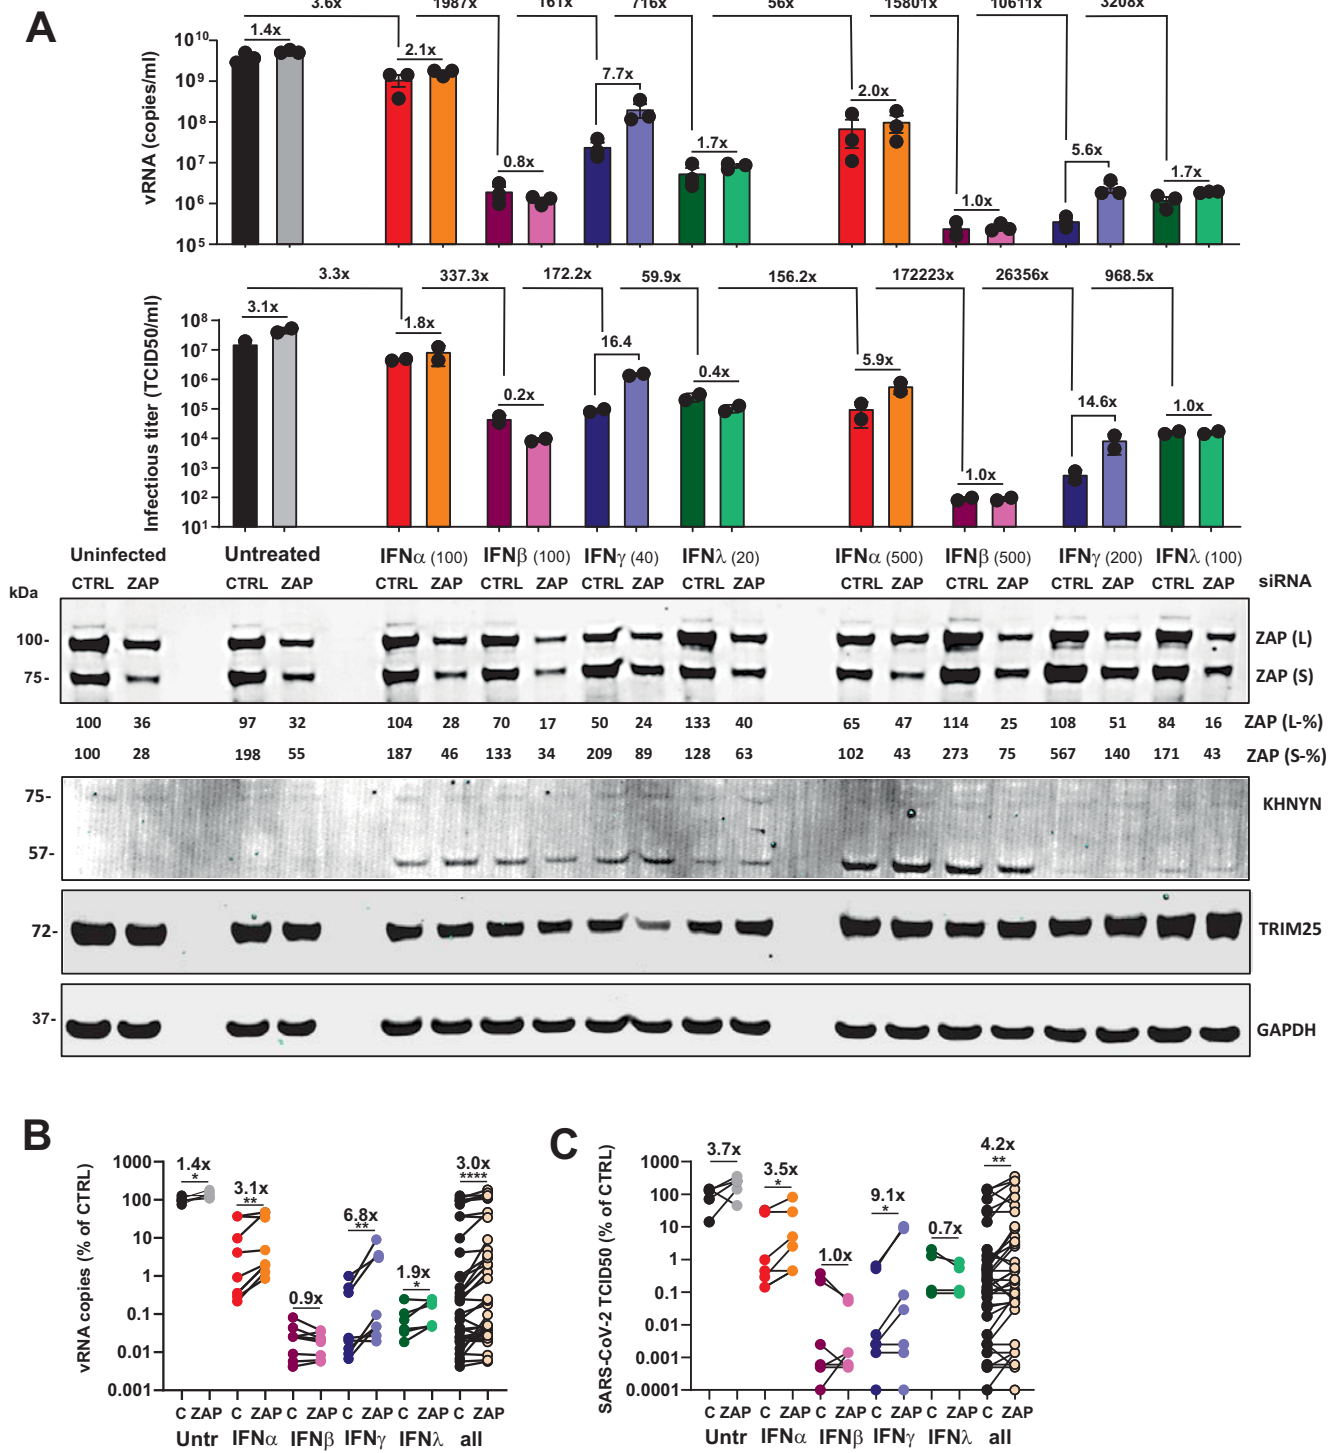 A
3.6x 1987x 161x 716x 56x 15801x 10611x 3208x
vRNA (copies/ml)
10^10
10^9
10^8
10^7
10^6
10^5
1.4x 2.1x 0.8x 7.7x 1.7x 2.0x 1.0x 5.6x 1.7x
3.3x 337.3x 172.2x 59.9x 156.2x 172223x 26356x 968.5x
Infectious titer (TCID50/ml)
10^8
10^7
10^6
10^5
10^4
10^3
10^2
10^1
3.1x 1.8x 0.2x 16.4 0.4x 5.9x 1.0x 14.6x 1.0x
Uninfected Untreated IFNα (100) IFNβ (100) IFNγ (40) IFNλ (20) IFNα (500) IFNβ (500) IFNγ (200) IFNλ (100)
CTRL ZAP CTRL ZAP CTRL ZAP CTRL ZAP CTRL ZAP CTRL ZAP CTRL ZAP CTRL ZAP CTRL ZAP CTRL ZAP siRNA
kDa
100- ZAP (L)
75- ZAP (S)
100 36 97 32 104 28 70 17 50 24 133 40 65 47 114 25 108 51 84 16 ZAP (L-%)
100 28 198 55 187 46 133 34 209 89 128 63 102 43 273 75 567 140 171 43 ZAP (S-%)
75- KHNYN
57-
72- TRIM25
37- GAPDH
B
vRNA copies (% of CTRL)
1000
100
10
1
0.1
0.01
0.001
1.4x
*
3.1x
**
0.9x
6.8x
**
1.9x
*
3.0x
****
C ZAP C ZAP C ZAP C ZAP C ZAP C ZAP
Untr IFNα IFNβ IFNγ IFNλ all
C
SARS-CoV-2 TCID50 (% of CTRL)
1000
100
10
1
0.1
0.01
0.001
0.0001
3.7x
3.5x
*
1.0x
9.1x
*
0.7x
4.2x
**
C ZAP C ZAP C ZAP C ZAP C ZAP C ZAP
Untr IFNα IFNβ IFNγ IFNλ all